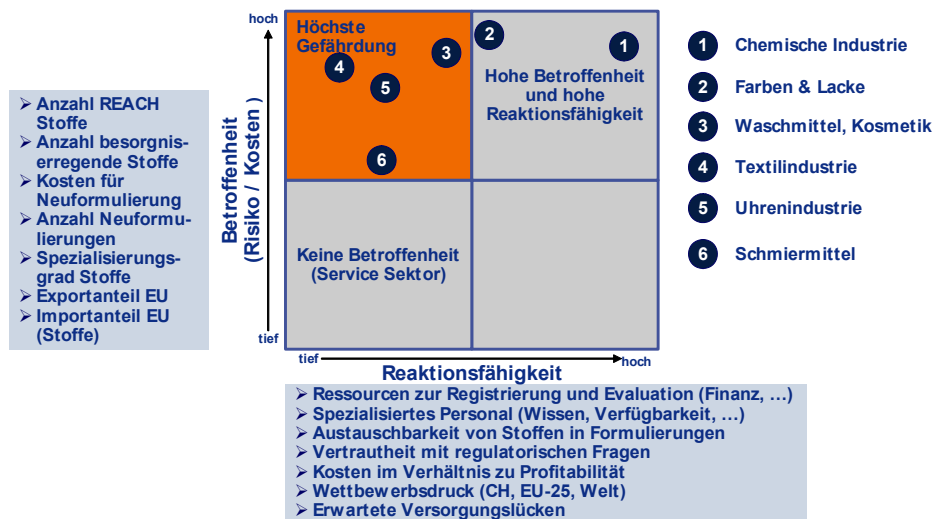 hoch
Betroffenheit
(Risiko / Kosten )
tief
➢ Anzahl REACH
Stoffe
➢ Anzahl besorgnis-
erregende Stoffe
➢ Kosten für
Neuformulierung
➢ Anzahl Neuformu-
lierungen
➢ Spezialisierungs-
grad Stoffe
➢ Exportanteil EU
➢ Importanteil EU
(Stoffe)
Höchste
Gefährdung
4
5
3
6
2
1
Hohe Betroffenheit
und hohe
Reaktionsfähigkeit
Keine Betroffenheit
(Service Sektor)
1 Chemische Industrie
2 Farben & Lacke
3 Waschmittel, Kosmetik
4 Textilindustrie
5 Uhrenindustrie
6 Schmiermittel
tief
hoch
Reaktionsfähigkeit
➢ Ressourcen zur Registrierung und Evaluation (Finanz, …)
➢ Spezialisiertes Personal (Wissen, Verfügbarkeit, …)
➢ Austauschbarkeit von Stoffen in Formulierungen
➢ Vertrautheit mit regulatorischen Fragen
➢ Kosten im Verhältnis zu Profitabilität
➢ Wettbewerbsdruck (CH, EU-25, Welt)
➢ Erwartete Versorgungslücken